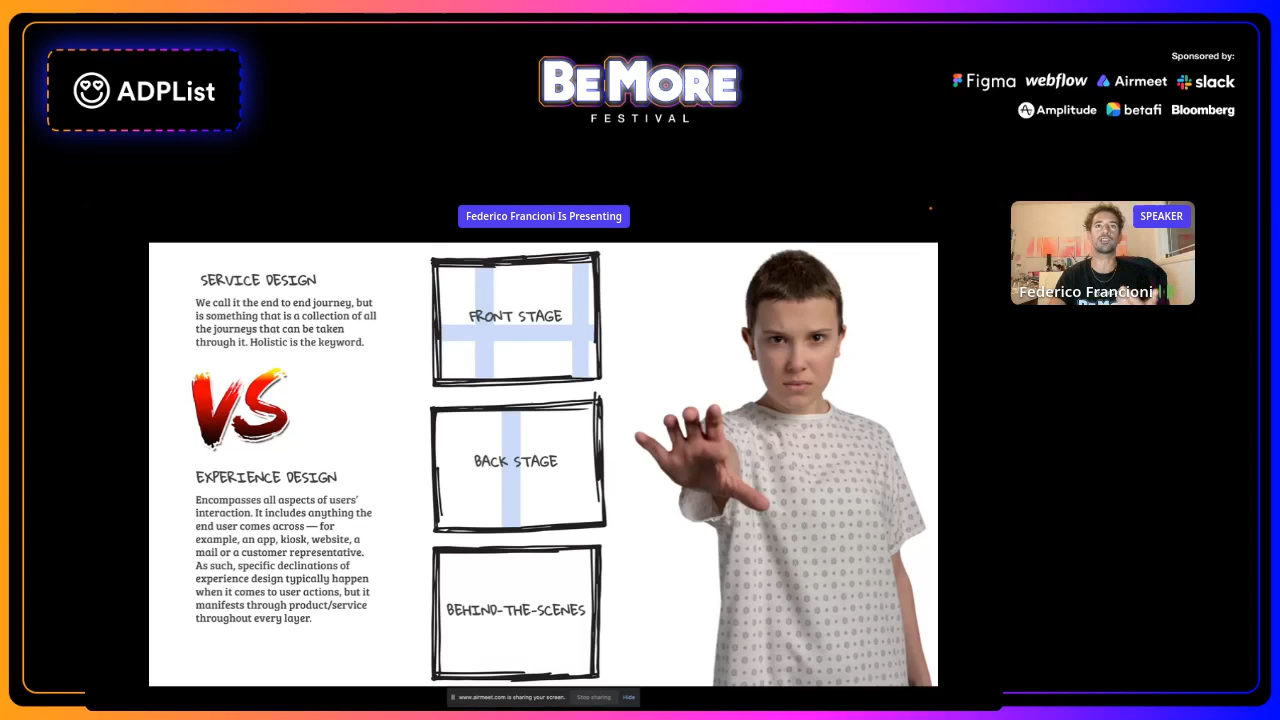 ADPList
BE MORE
FESTIVAL
Sponsored by:
Figma webflow Airmeet slack
Amplitude betafi Bloomberg
Federico Francioni Is Presenting
SPEAKER
Federico Francioni
SERVICE DESIGN
We call it the end to end journey, but
is something that is a collection of all
the journeys that can be taken
through it. Holistic is the keyword.
VS
EXPERIENCE DESIGN
Encompasses all aspects of users’
interaction. It includes anything the
end user comes across — for
example, an app, kiosk, website, a
mail or a customer representative.
As such, specific declinations of
experience design typically happen
when it comes to user actions, but it
manifests through product/service
throughout every layer.
FRONT STAGE
BACK STAGE
BEHIND-THE-SCENES
www.airmeet.com is sharing your screen. Stop sharing Hide